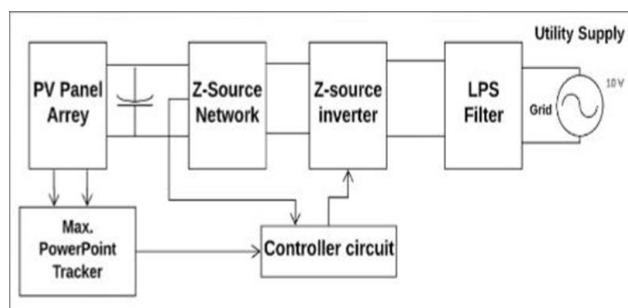 Utility Supply
PV Panel
Arrey
Z-Source
Network
Z-source
inverter
LPS
Filter
Grid
10 V
Max.
PowerPoint
Tracker
Controller circuit